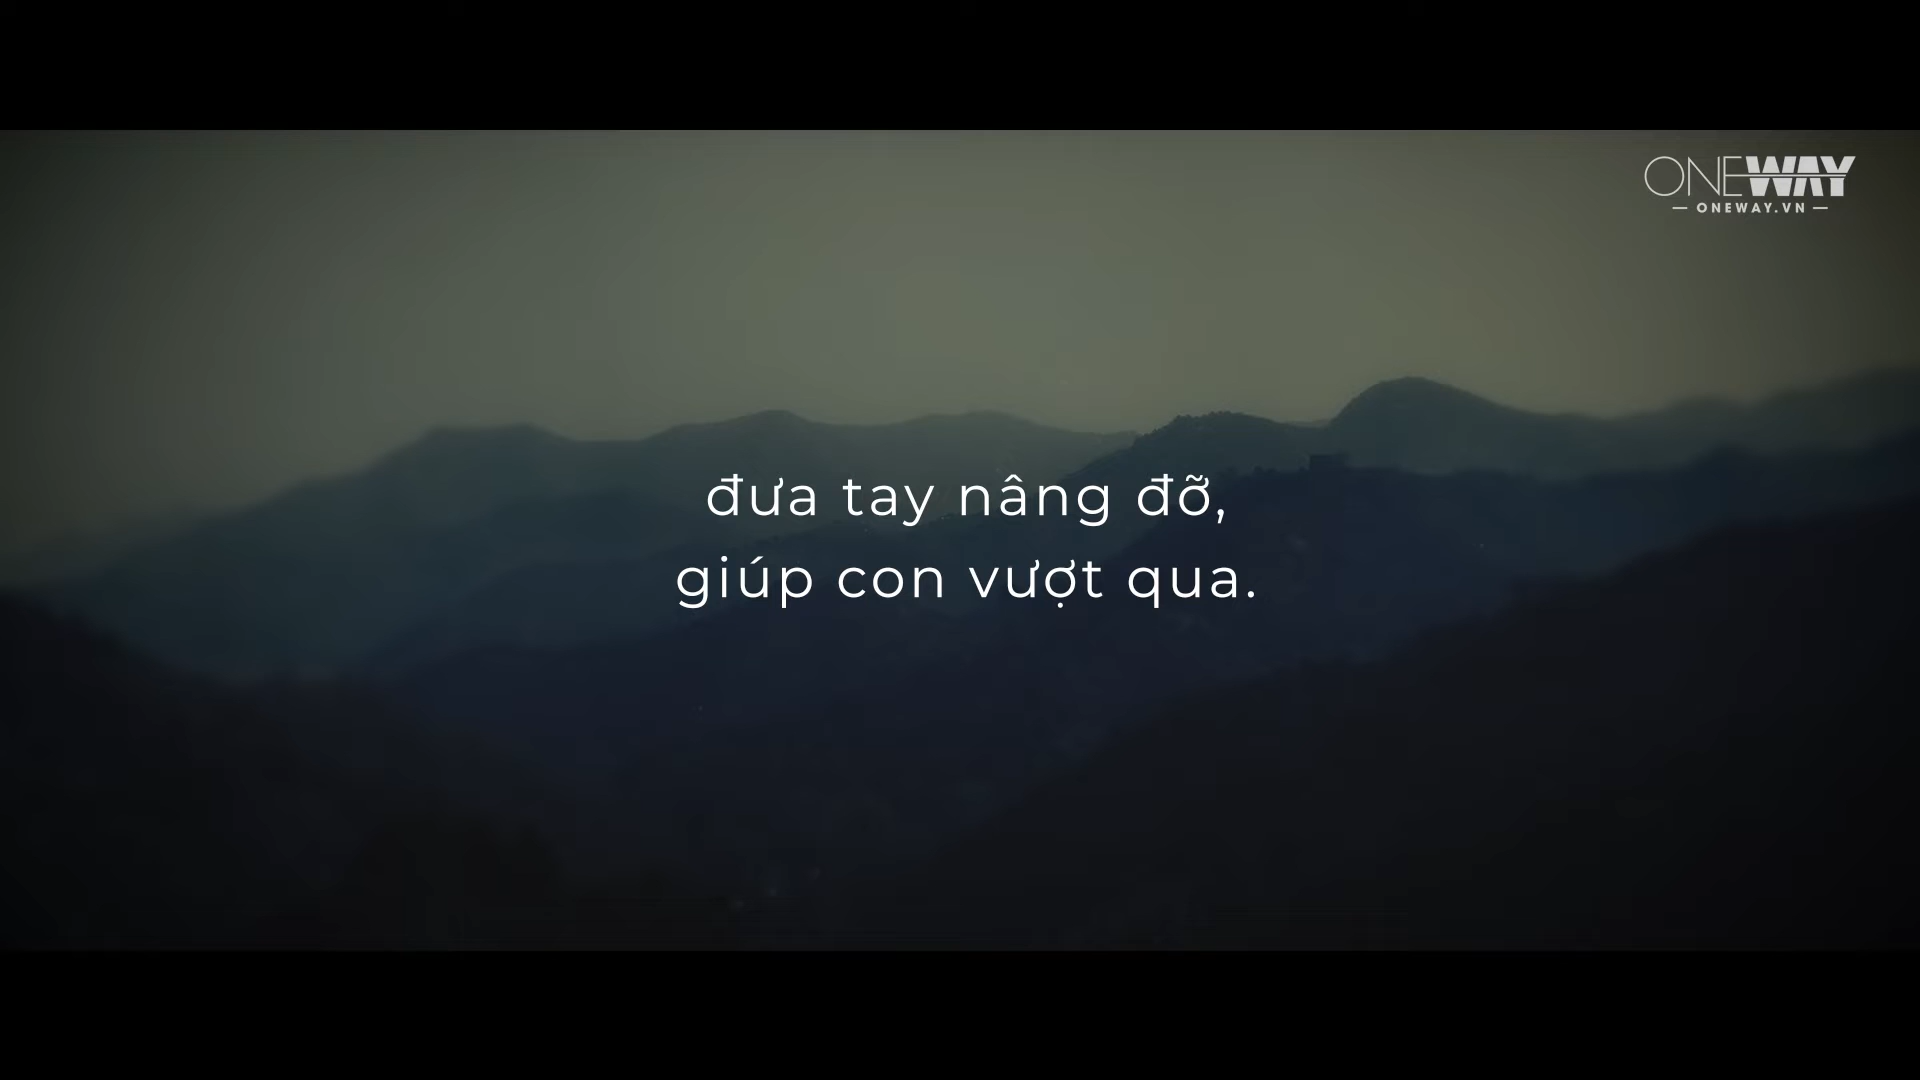 ONEWAY
ONEWAY.VN
đưa tay nâng đỡ,
giúp con vượt qua.